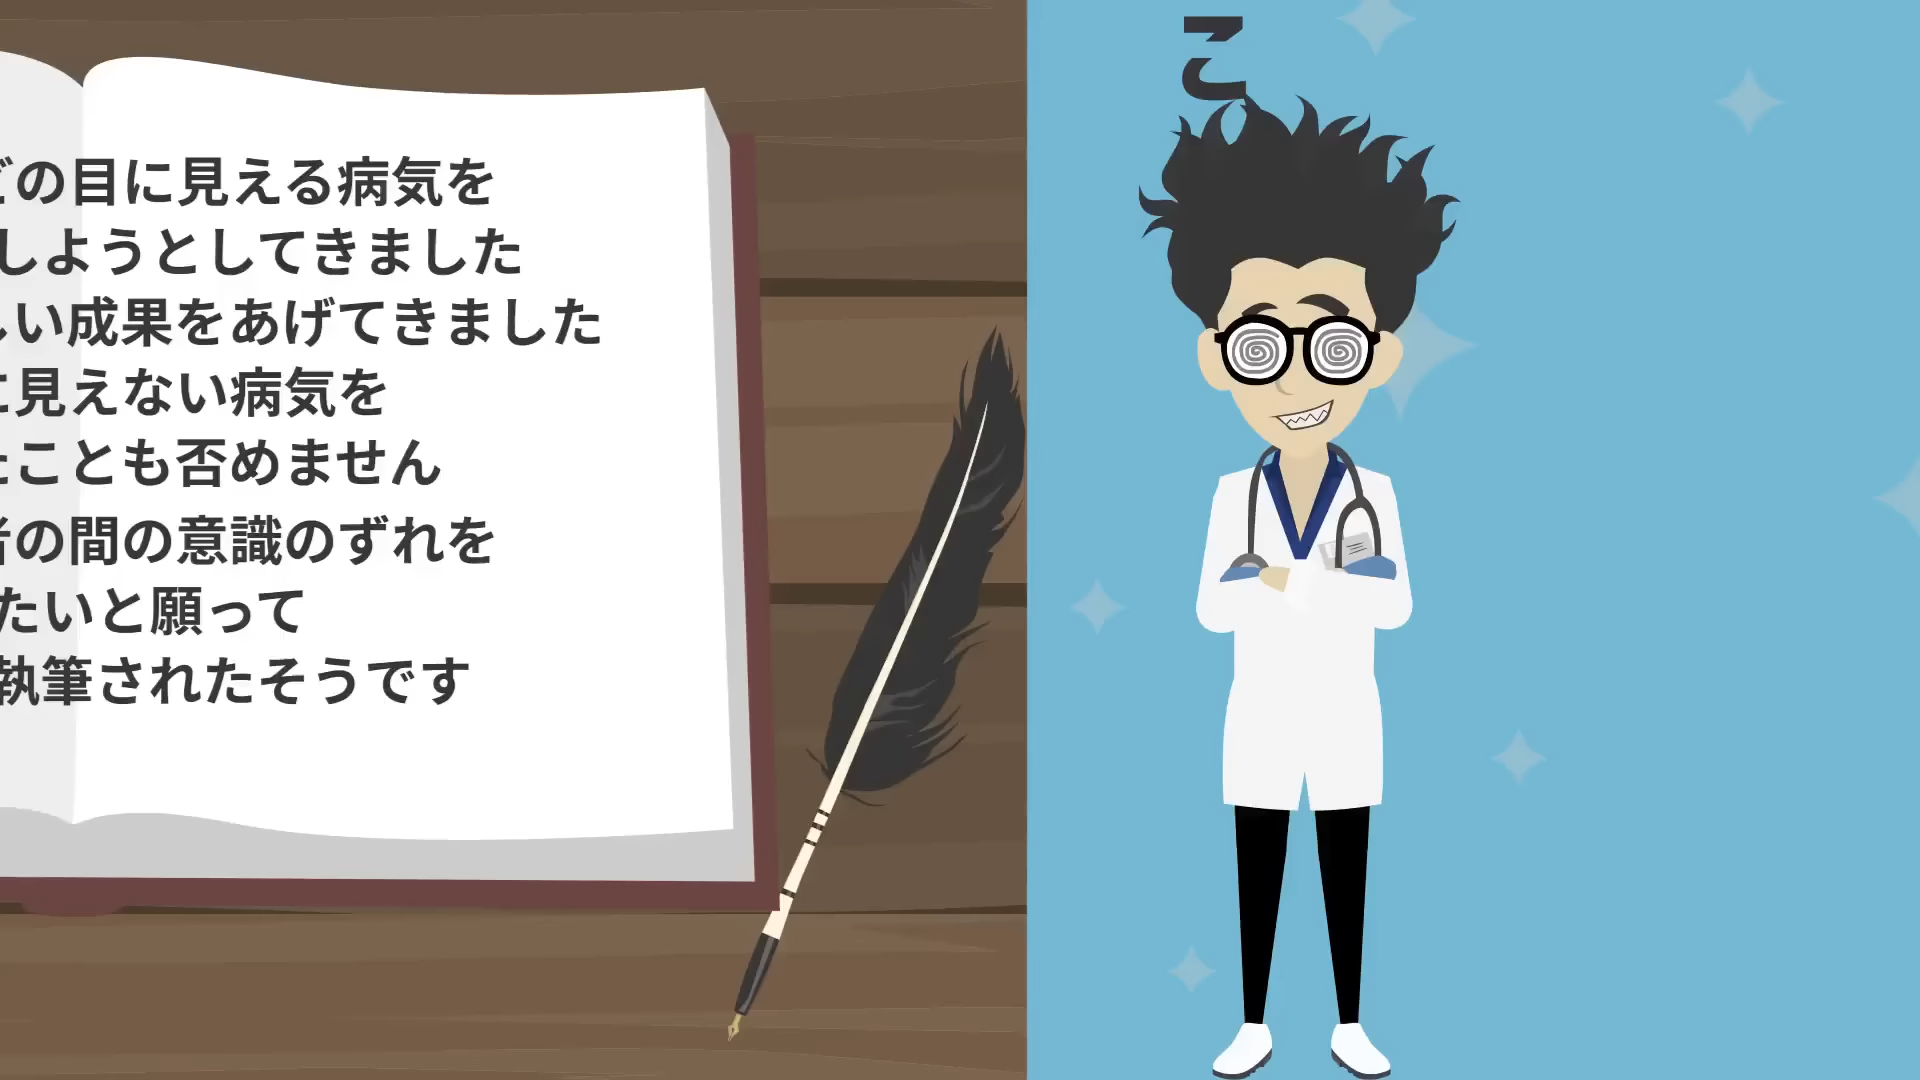 の目に見える病気を
しようとしてきました
い成果をあげてきました
見えない病気を
ことも否めません
の間の意識のずれを
たいと願って
執筆されたそうです